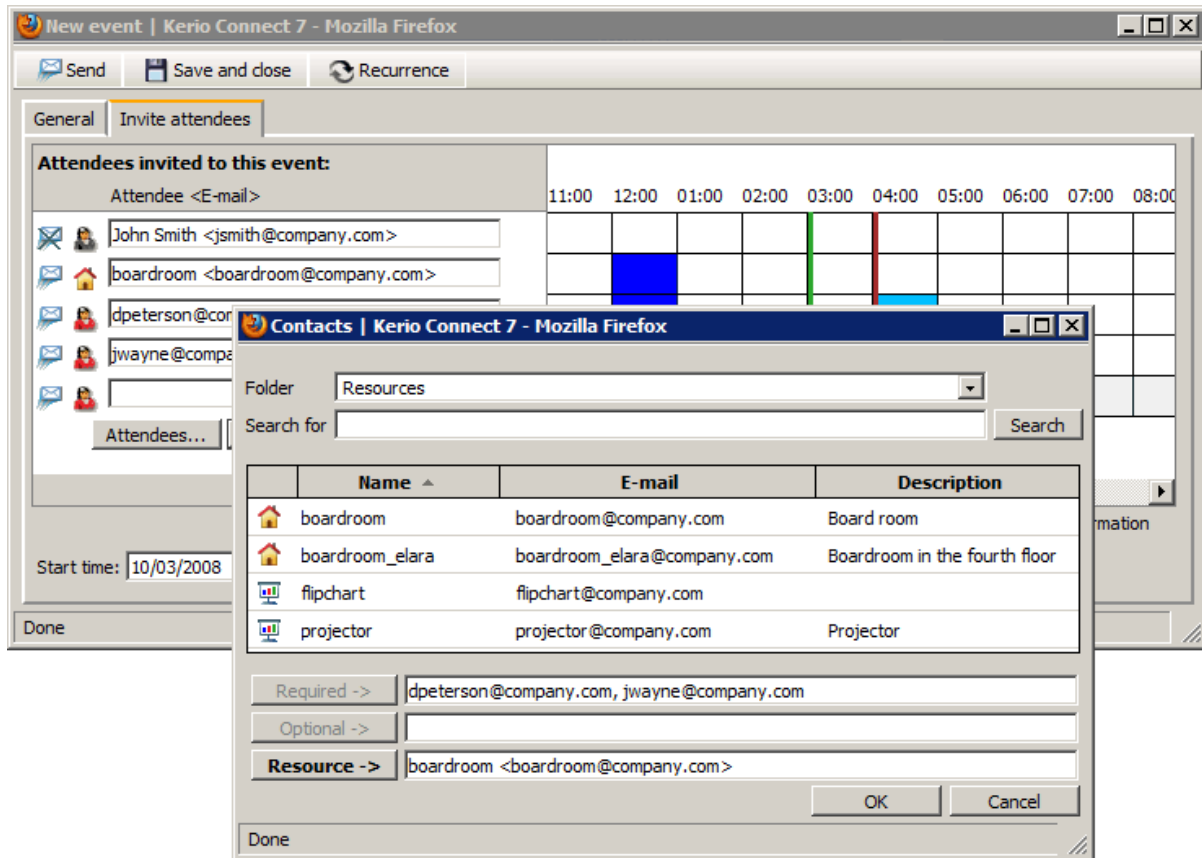 New event | Kerio Connect 7 - Mozilla Firefox
Send Save and close Recurrence
General Invite attendees
Attendees invited to this event:
Attendee <E-mail>
11:00 12:00 01:00 02:00 03:00 04:00 05:00 06:00 07:00 08:00
John Smith <jsmith@company.com>
boardroom <boardroom@company.com>
dpeterson@com
jwayne@compa
Attendees...
Start time: 10/03/2008
rmation
Done
Contacts | Kerio Connect 7 - Mozilla Firefox
Folder Resources
Search for Search
Name E-mail Description
boardroom boardroom@company.com Board room
boardroom_elara boardroom_elara@company.com Boardroom in the fourth floor
flipchart flipchart@company.com
projector projector@company.com Projector
Required -> dpeterson@company.com, jwayne@company.com
Optional ->
Resource -> boardroom <boardroom@company.com>
OK Cancel
Done